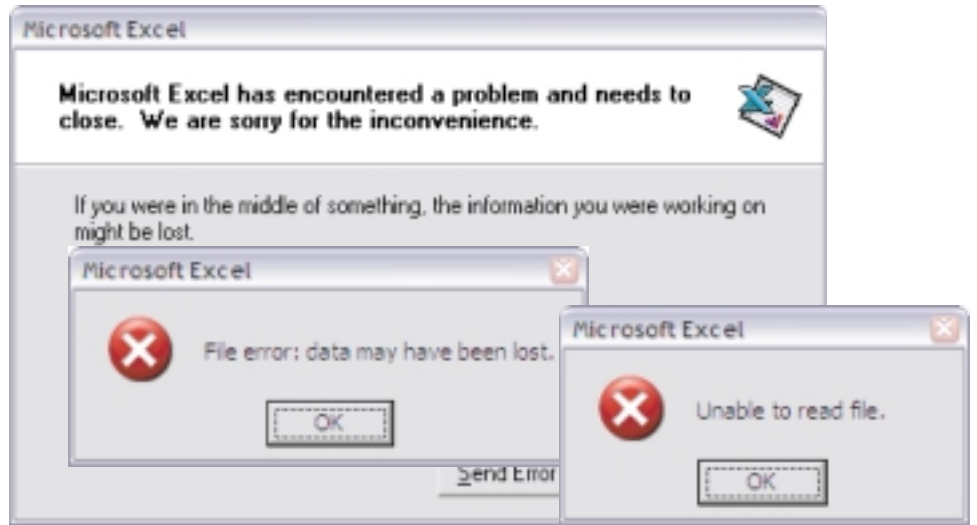 Microsoft Excel
Microsoft Excel has encountered a problem and needs to
close. We are sorry for the inconvenience.
If you were in the middle of something, the information you were working on
might be lost.
Microsoft Excel
File error: data may have been lost.
OK
Send Error
Microsoft Excel
Unable to read file.
OK